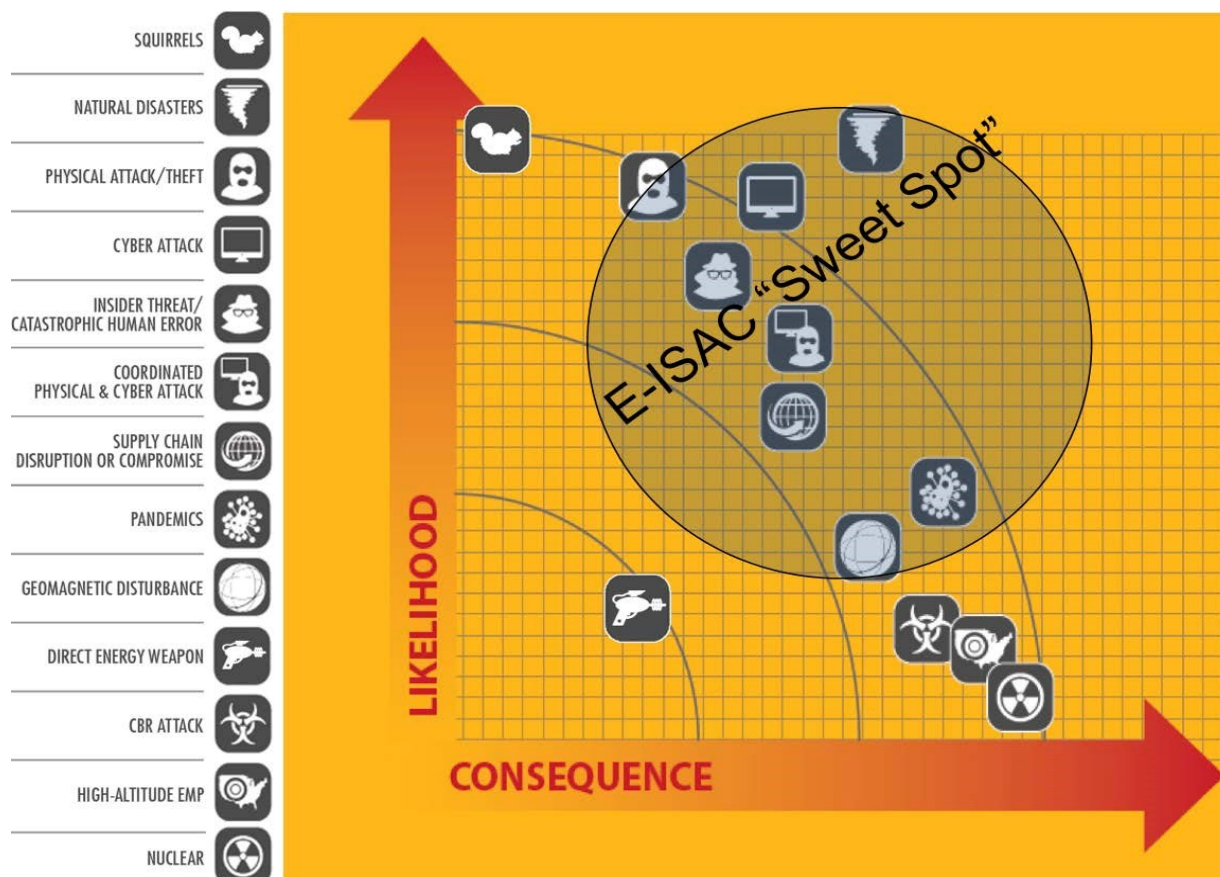 SQUIRRELS
NATURAL DISASTERS
PHYSICAL ATTACK/THEFT
CYBER ATTACK
INSIDER THREAT/
CATASTROPHIC HUMAN ERROR
COORDINATED
PHYSICAL & CYBER ATTACK
SUPPLY CHAIN
DISRUPTION OR COMPROMISE
PANDEMICS
GEOMAGNETIC DISTURBANCE
DIRECT ENERGY WEAPON
CBR ATTACK
HIGH-ALTITUDE EMP
NUCLEAR
LIKELIHOOD
E-ISAC “Sweet Spot”
CONSEQUENCE